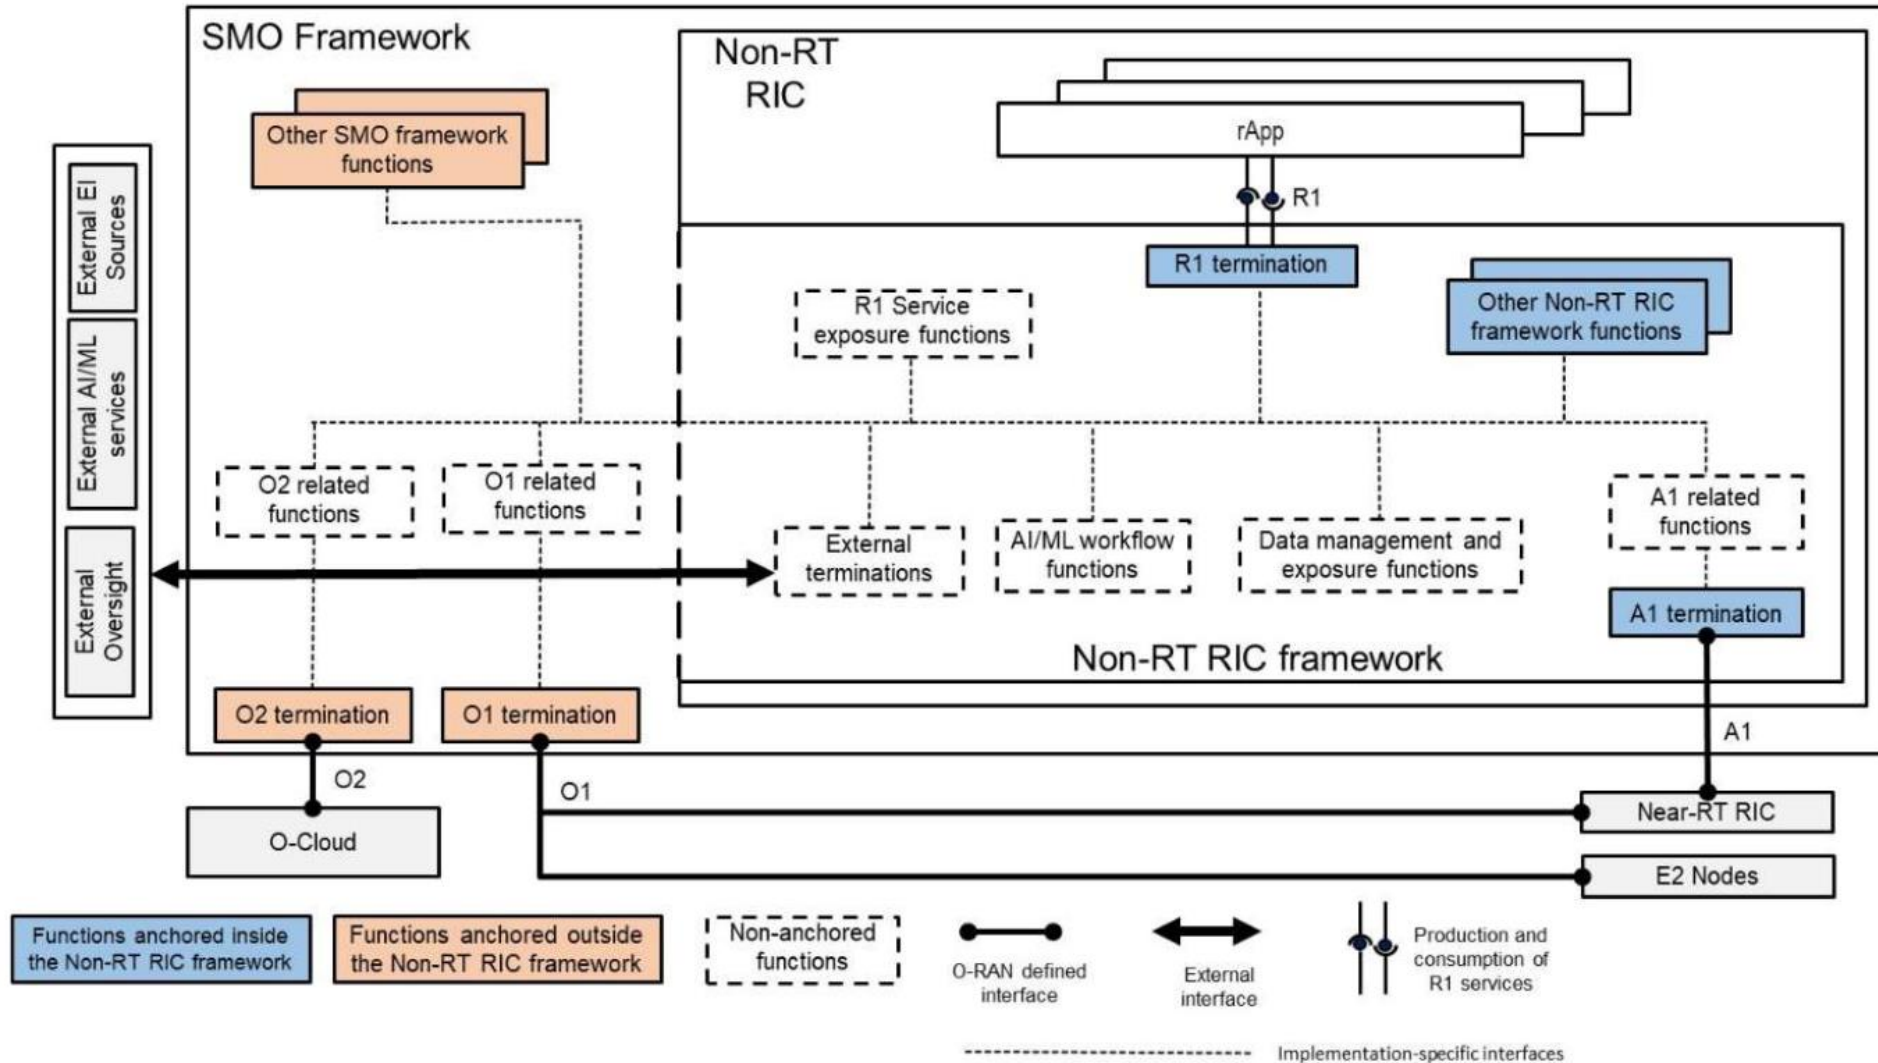 SMO Framework
Non-RT
RIC
rApp
R1
Other SMO framework
functions
External EI
Sources
External AI/ML
services
External
Oversight
R1 termination
R1 Service
exposure functions
Other Non-RT RIC
framework functions
O2 related
functions
O1 related
functions
External
terminations
AI/ML workflow
functions
Data management and
exposure functions
A1 related
functions
A1 termination
Non-RT RIC framework
O2 termination
O1 termination
A1
O2
O1
O-Cloud
Near-RT RIC
E2 Nodes
Functions anchored inside
the Non-RT RIC framework
Functions anchored outside
the Non-RT RIC framework
Non-anchored
functions
O-RAN defined
interface
External
interface
Production and
consumption of
R1 services
Implementation-specific interfaces